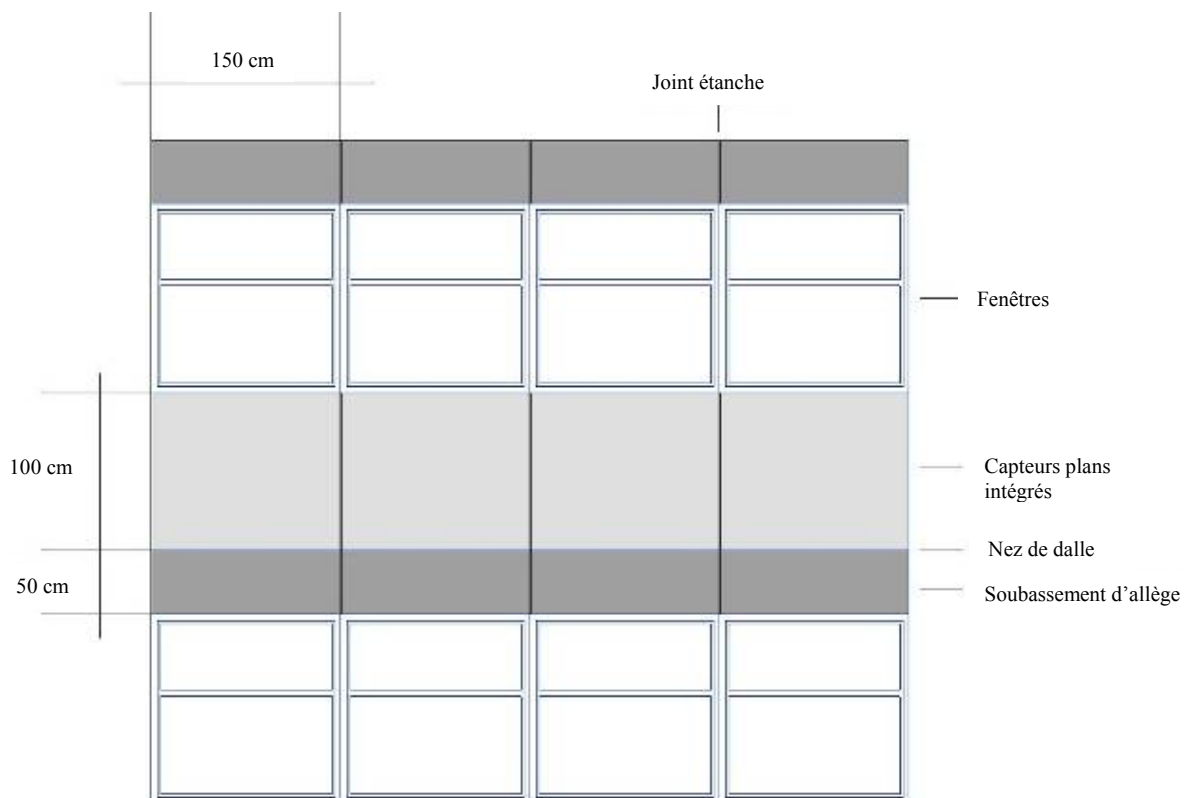 150 cm
Joint étanche
Fenêtres
100 cm
Capteurs plans
intégrés
Nez de dalle
50 cm
Soubassement d’allège